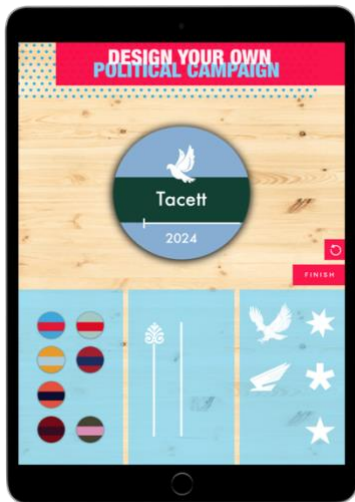 DESIGN YOUR OWN
POLITICAL CAMPAIGN
Tacett
2024
FINISH